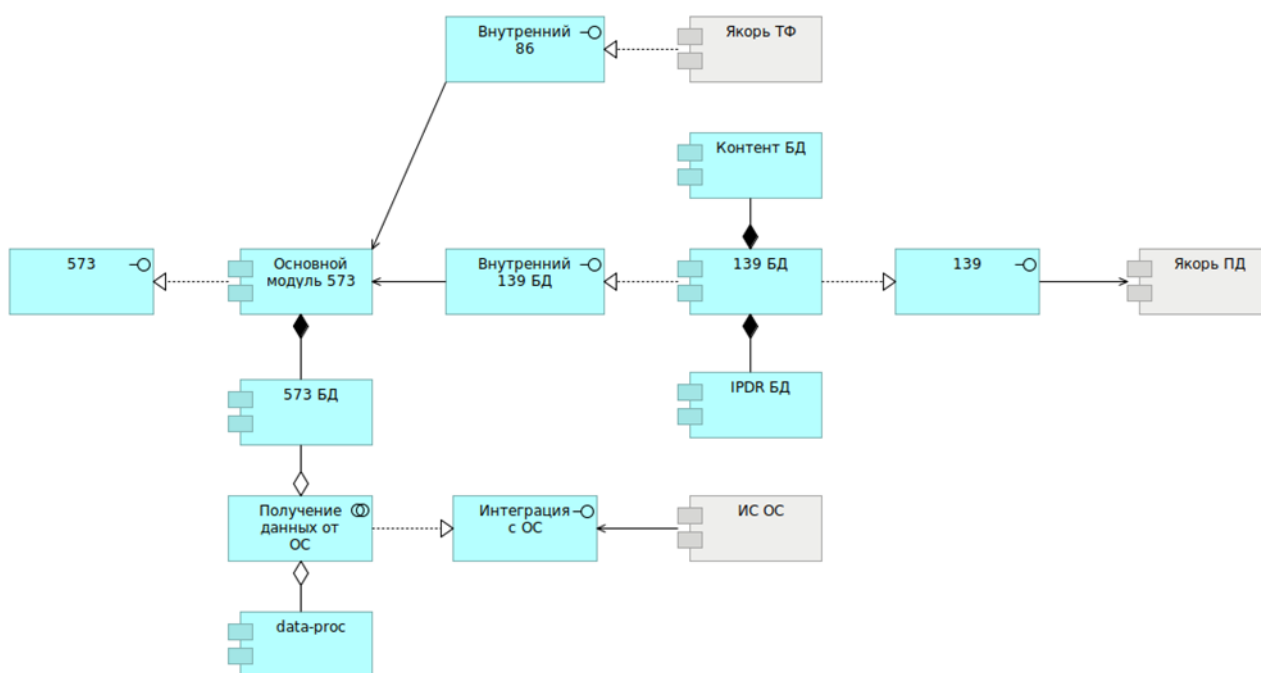 Внутренний
86
Якорь ТФ
Контент БД
573
Основной
модуль 573
Внутренний
139 БД
139 БД
139
Якорь ПД
573 БД
IPDR БД
Получение
данных от
ОС
Интеграция
с ОС
ИС ОС
data-proc